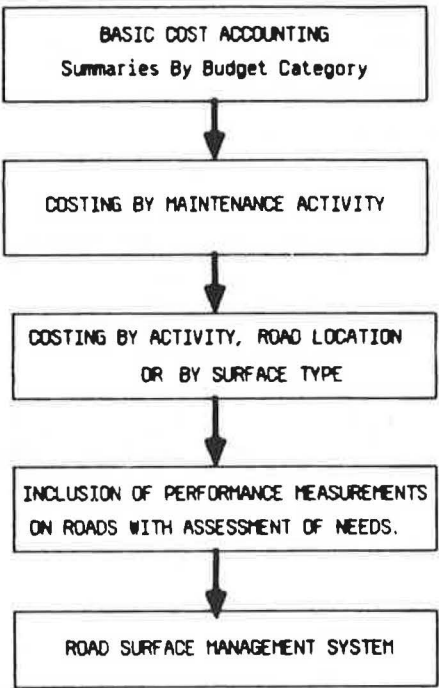 BASIC COST ACCOUNTING
Summaries By Budget Category
COSTING BY MAINTENANCE ACTIVITY
COSTING BY ACTIVITY, ROAD LOCATION
OR BY SURFACE TYPE
INCLUSION OF PERFORMANCE MEASUREMENTS
ON ROADS WITH ASSESSMENT OF NEEDS.
ROAD SURFACE MANAGEMENT SYSTEM